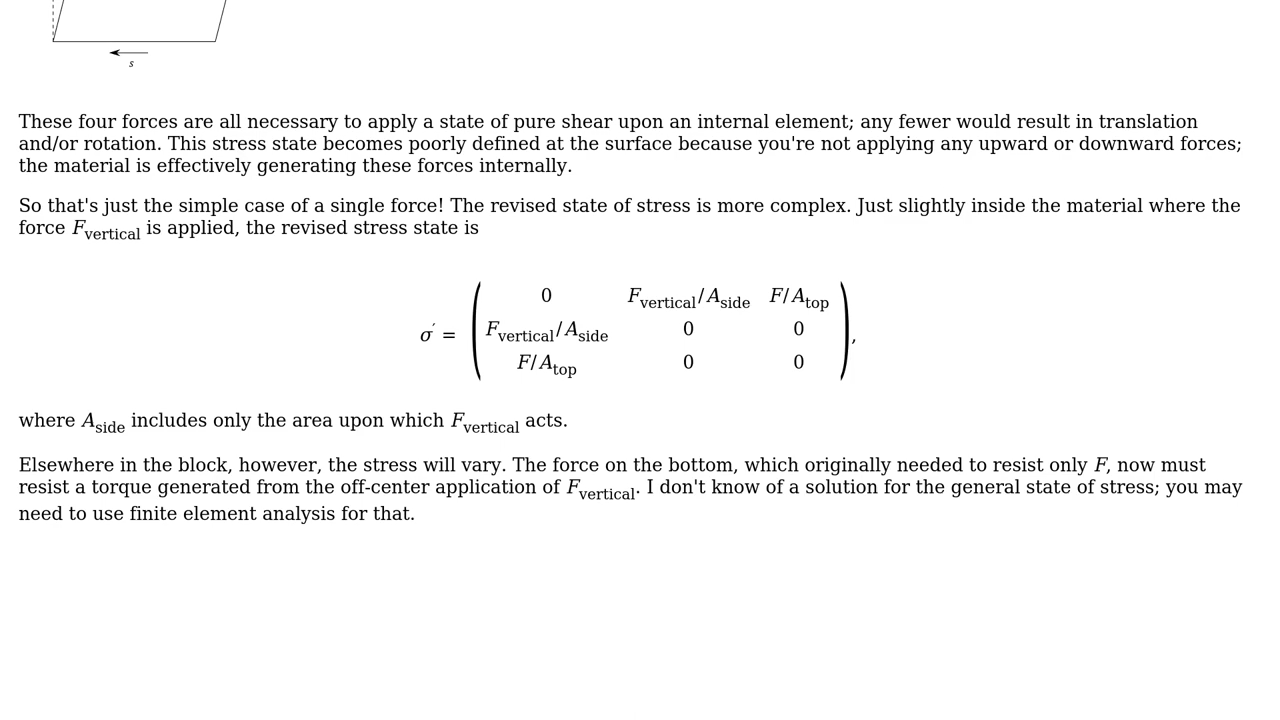 s
These four forces are all necessary to apply a state of pure shear upon an internal element; any fewer would result in translation
and/or rotation. This stress state becomes poorly defined at the surface because you're not applying any upward or downward forces;
the material is effectively generating these forces internally.
So that's just the simple case of a single force! The revised state of stress is more complex. Just slightly inside the material where the
force F_vertical is applied, the revised stress state is
σ′ = ( 0 F_vertical/A_side F/A_top
F_vertical/A_side 0 0
F/A_top 0 0 ),
where A_side includes only the area upon which F_vertical acts.
Elsewhere in the block, however, the stress will vary. The force on the bottom, which originally needed to resist only F, now must
resist a torque generated from the off-center application of F_vertical. I don't know of a solution for the general state of stress; you may
need to use finite element analysis for that.